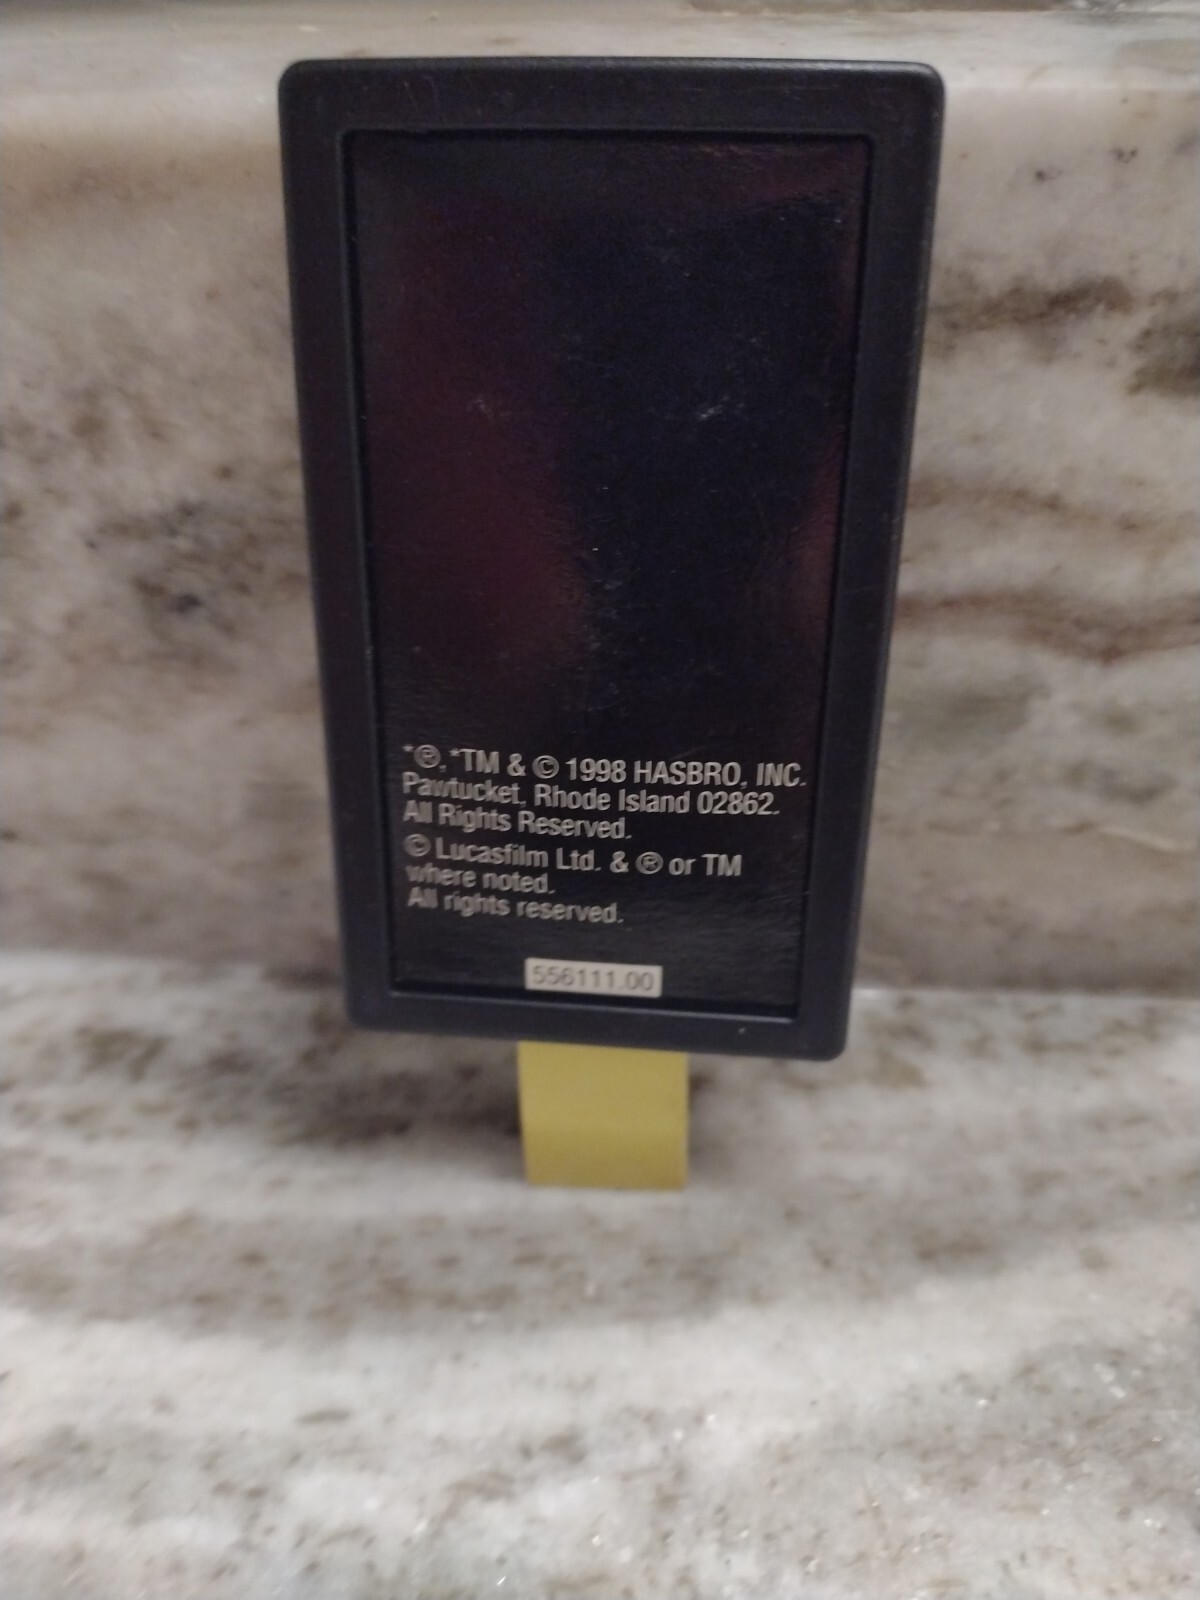 *®,*TM & © 1998 HASBRO, INC.
Pawtucket, Rhode Island 02862.
All Rights Reserved.
© Lucasfilm Ltd. & ® or TM
where noted.
All rights reserved.
556111.00